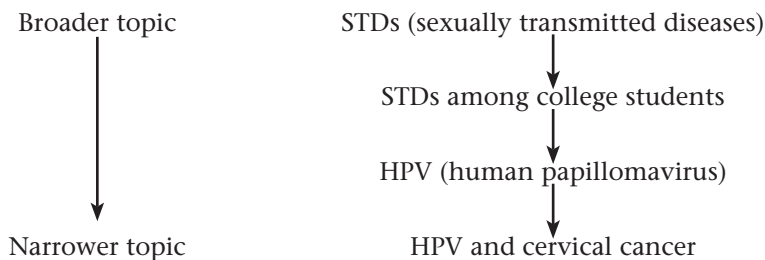 Broader topic
STDs (sexually transmitted diseases)
STDs among college students
HPV (human papillomavirus)
Narrower topic
HPV and cervical cancer